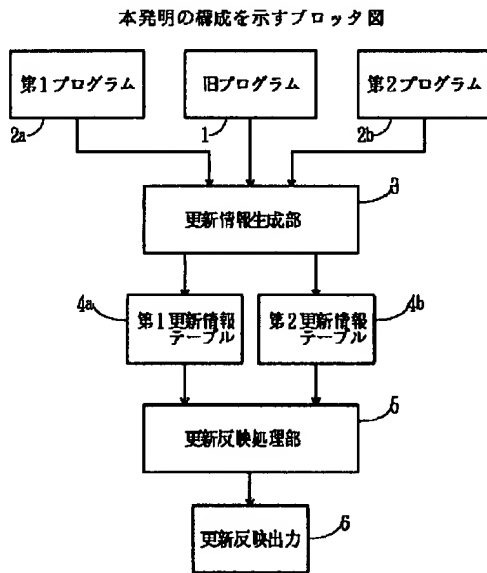 本発明の構成を示すブロッタ図
第1プログラム
旧プログラム
第2プログラム
2a
1
2b
3
更新情報生成部
4a
4b
第1更新情報
テーブル
第2更新情報
テーブル
5
更新反映処理部
6
更新反映出力